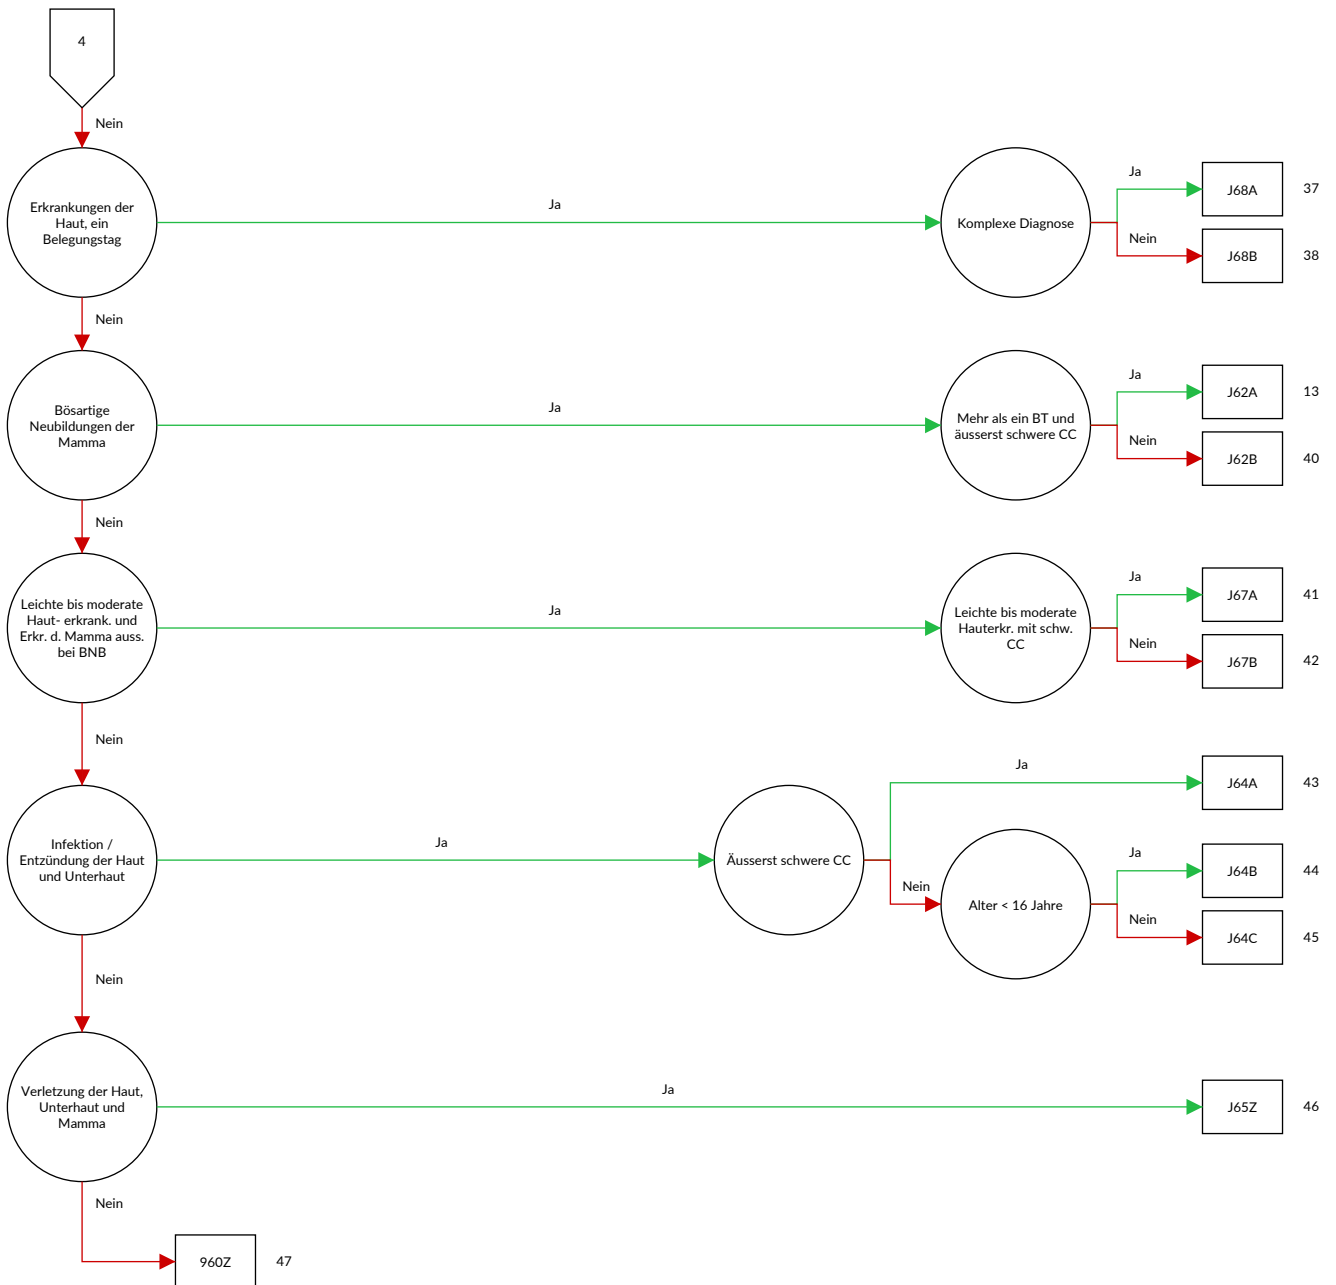 4
Nein
Erkrankungen der
Haut, ein
Belegungstag
Ja
Komplexe Diagnose
Ja
J68A
37
Nein
J68B
38
Nein
Bösartige
Neubildungen der
Mamma
Ja
Mehr als ein BT und
äusserst schwere CC
Ja
J62A
13
Nein
J62B
40
Nein
Leichte bis moderate
Haut- erkrank. und
Erkr. d. Mamma auss.
bei BNB
Ja
Leichte bis moderate
Hauterkr. mit schw.
CC
Ja
J67A
41
Nein
J67B
42
Nein
Infektion /
Entzündung der Haut
und Unterhaut
Ja
Äusserst schwere CC
Ja
J64A
43
Nein
Alter < 16 Jahre
Ja
J64B
44
Nein
J64C
45
Nein
Verletzung der Haut,
Unterhaut und
Mamma
Ja
J65Z
46
Nein
960Z
47